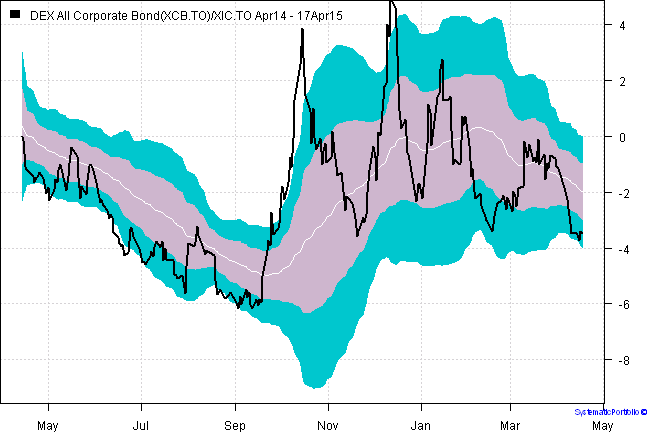 DEX All Corporate Bond(XCB.TO)/XIC.TO Apr14 - 17Apr15
4
2
0
-2
-4
-6
-8
May Jul Sep Nov Jan Mar May
SystematicPortfolio ©